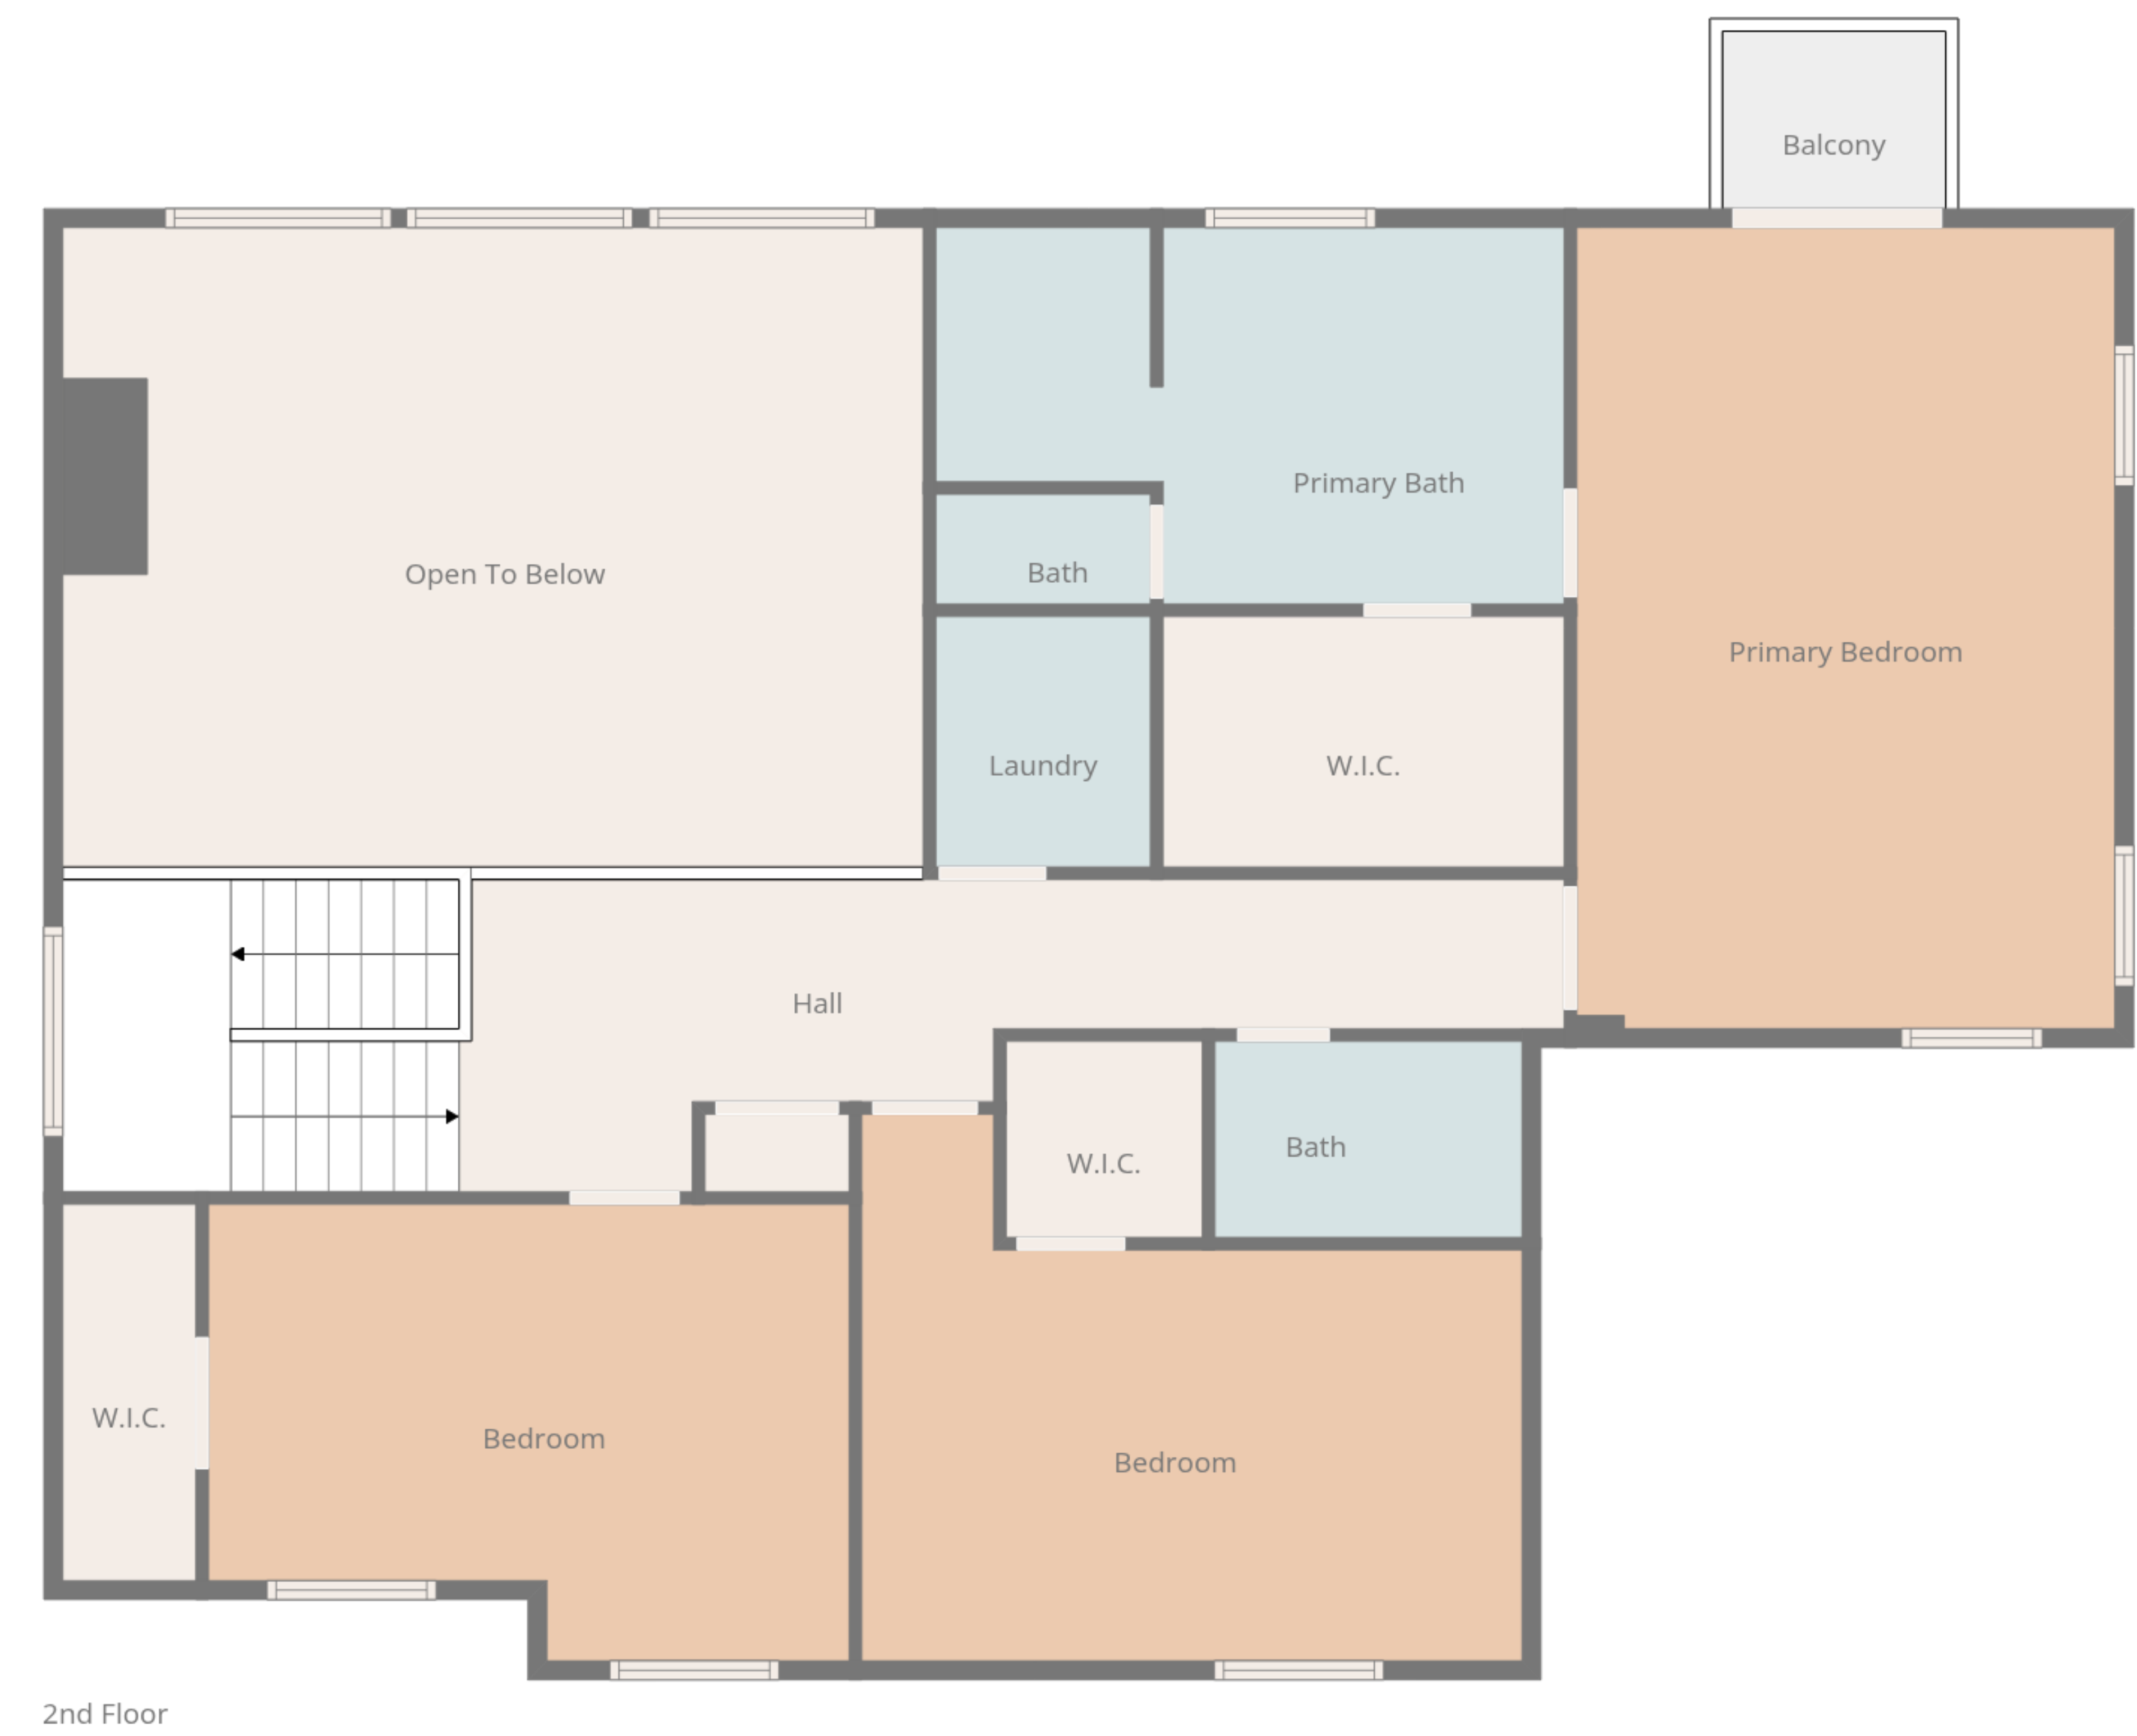 Balcony
Primary Bath
Bath
Open To Below
Primary Bedroom
Laundry
W.I.C.
Hall
W.I.C.
Bath
W.I.C.
Bedroom
Bedroom
2nd Floor